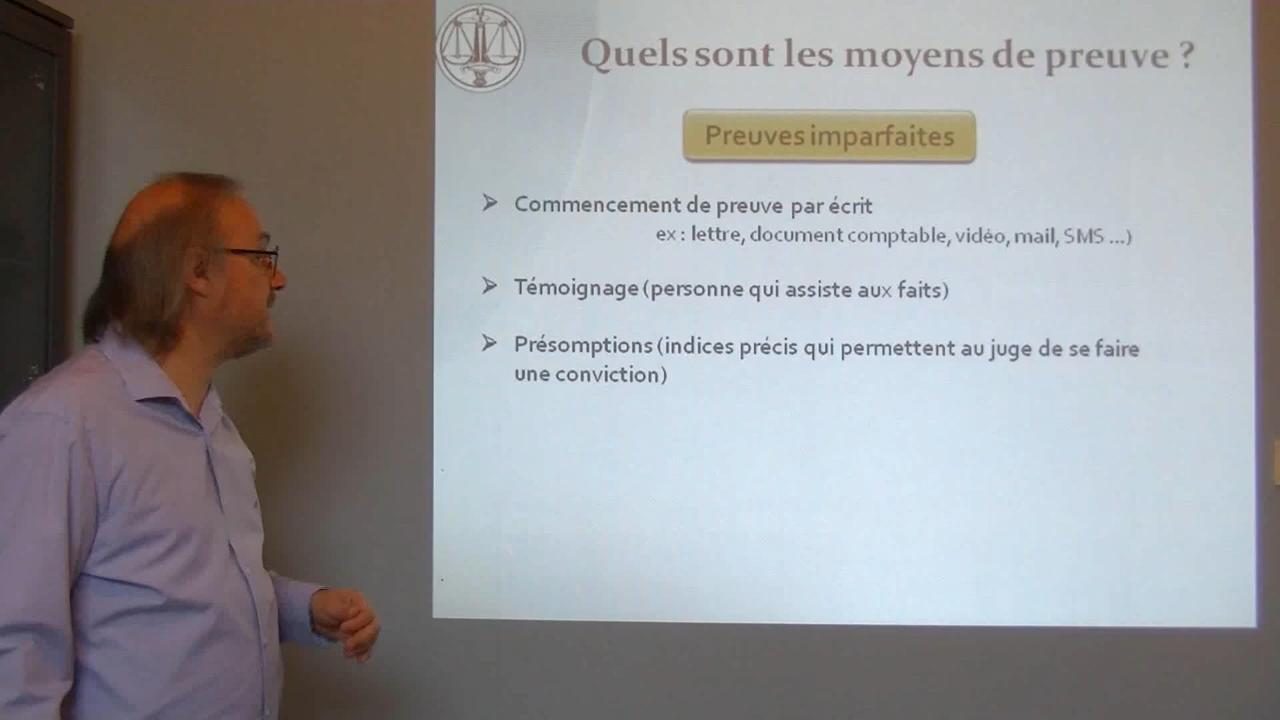 Quels sont les moyens de preuve ?
Preuves imparfaites
➢ Commencement de preuve par écrit
ex : lettre, document comptable, vidéo, mail, SMS ...)
➢ Témoignage (personne qui assiste aux faits)
➢ Présomptions (indices précis qui permettent au juge de se faire
une conviction)